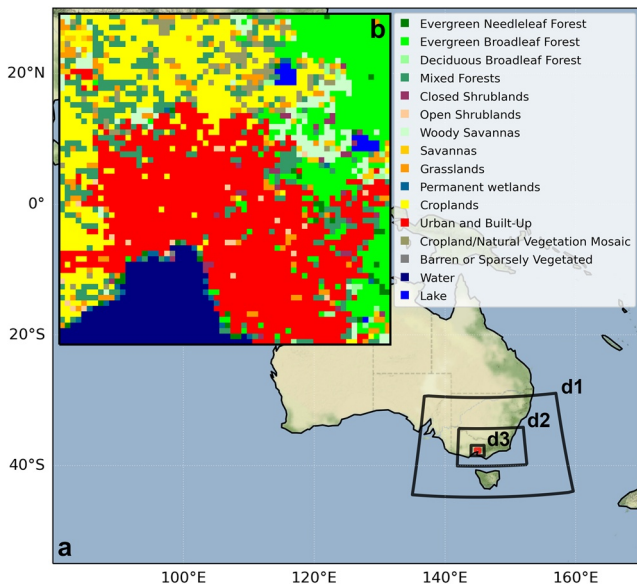 b
Evergreen Needleleaf Forest
Evergreen Broadleaf Forest
Deciduous Broadleaf Forest
Mixed Forests
Closed Shrublands
Open Shrublands
Woody Savannas
Savannas
Grasslands
Permanent wetlands
Croplands
Urban and Built-Up
Cropland/Natural Vegetation Mosaic
Barren or Sparsely Vegetated
Water
Lake
20°N
0°
20°S
40°S
d1
d2
d3
a
100°E
120°E
140°E
160°E